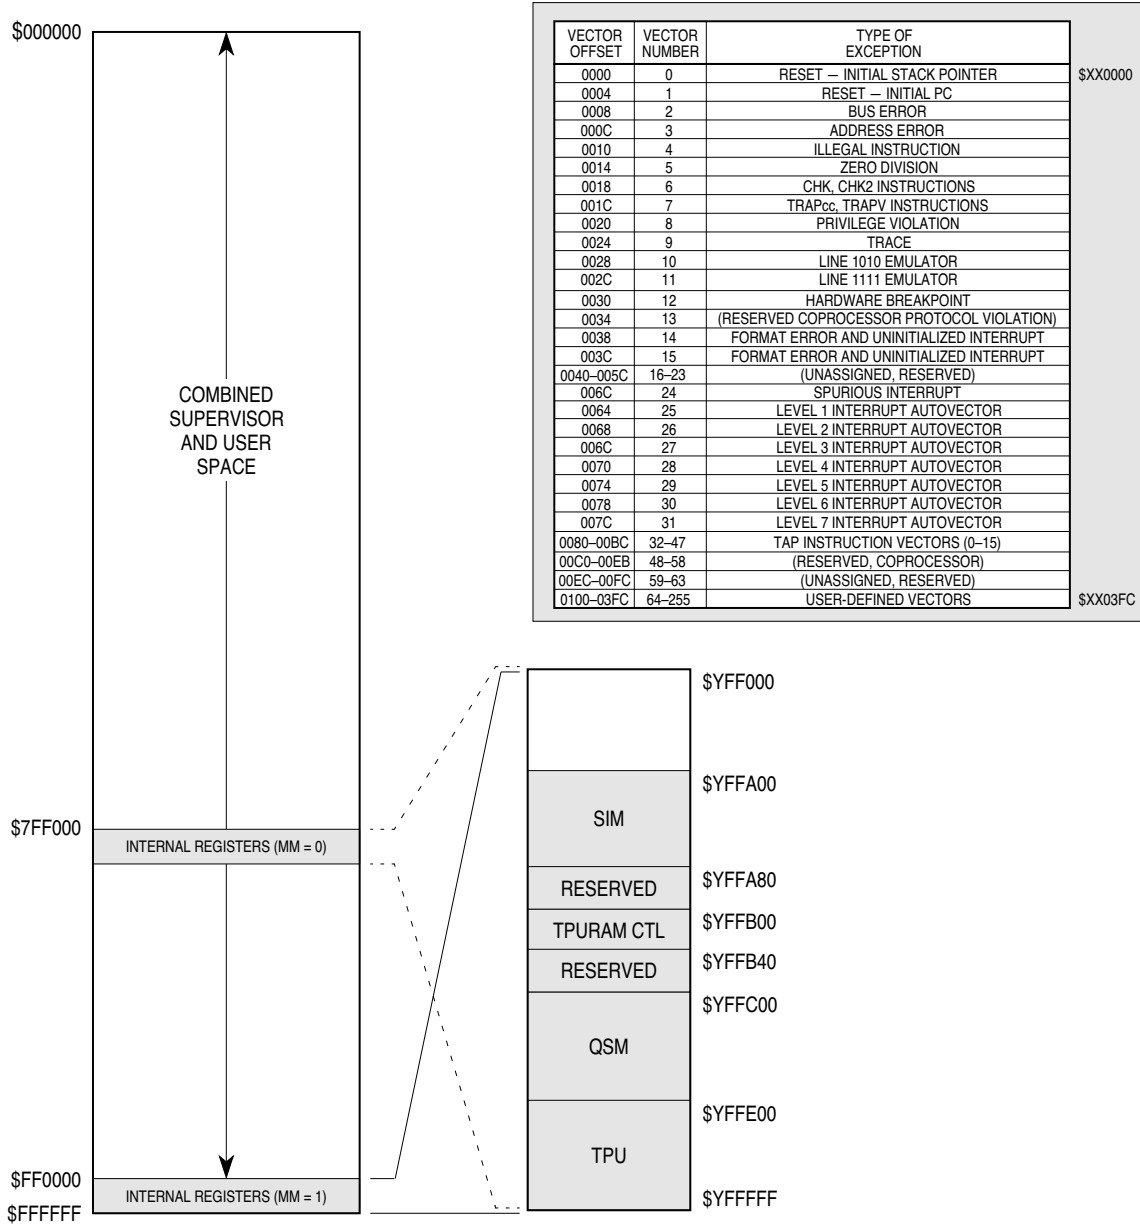 $000000
VECTOR OFFSET VECTOR NUMBER TYPE OF EXCEPTION
0000 0 RESET — INITIAL STACK POINTER $XX0000
0004 1 RESET — INITIAL PC
0008 2 BUS ERROR
000C 3 ADDRESS ERROR
0010 4 ILLEGAL INSTRUCTION
0014 5 ZERO DIVISION
0018 6 CHK, CHK2 INSTRUCTIONS
001C 7 TRAPcc, TRAPV INSTRUCTIONS
0020 8 PRIVILEGE VIOLATION
0024 9 TRACE
0028 10 LINE 1010 EMULATOR
002C 11 LINE 1111 EMULATOR
0030 12 HARDWARE BREAKPOINT
0034 13 (RESERVED COPROCESSOR PROTOCOL VIOLATION)
0038 14 FORMAT ERROR AND UNINITIALIZED INTERRUPT
003C 15 FORMAT ERROR AND UNINITIALIZED INTERRUPT
0040–005C 16–23 (UNASSIGNED, RESERVED)
006C 24 SPURIOUS INTERRUPT
0064 25 LEVEL 1 INTERRUPT AUTOVECTOR
0068 26 LEVEL 2 INTERRUPT AUTOVECTOR
006C 27 LEVEL 3 INTERRUPT AUTOVECTOR
0070 28 LEVEL 4 INTERRUPT AUTOVECTOR
0074 29 LEVEL 5 INTERRUPT AUTOVECTOR
0078 30 LEVEL 6 INTERRUPT AUTOVECTOR
007C 31 LEVEL 7 INTERRUPT AUTOVECTOR
0080–00BC 32–47 TAP INSTRUCTION VECTORS (0–15)
00C0–00EB 48–58 (RESERVED, COPROCESSOR)
00EC–00FC 59–63 (UNASSIGNED, RESERVED)
0100–03FC 64–255 USER-DEFINED VECTORS $XX03FC
COMBINED
SUPERVISOR
AND USER
SPACE
$7FF000
INTERNAL REGISTERS (MM = 0)
$FF0000
INTERNAL REGISTERS (MM = 1)
$FFFFFF
$YFF000
$YFFA00
SIM
$YFFA80
RESERVED
$YFFB00
TPURAM CTL
$YFFB40
RESERVED
$YFFC00
QSM
$YFFE00
TPU
$YFFFFF